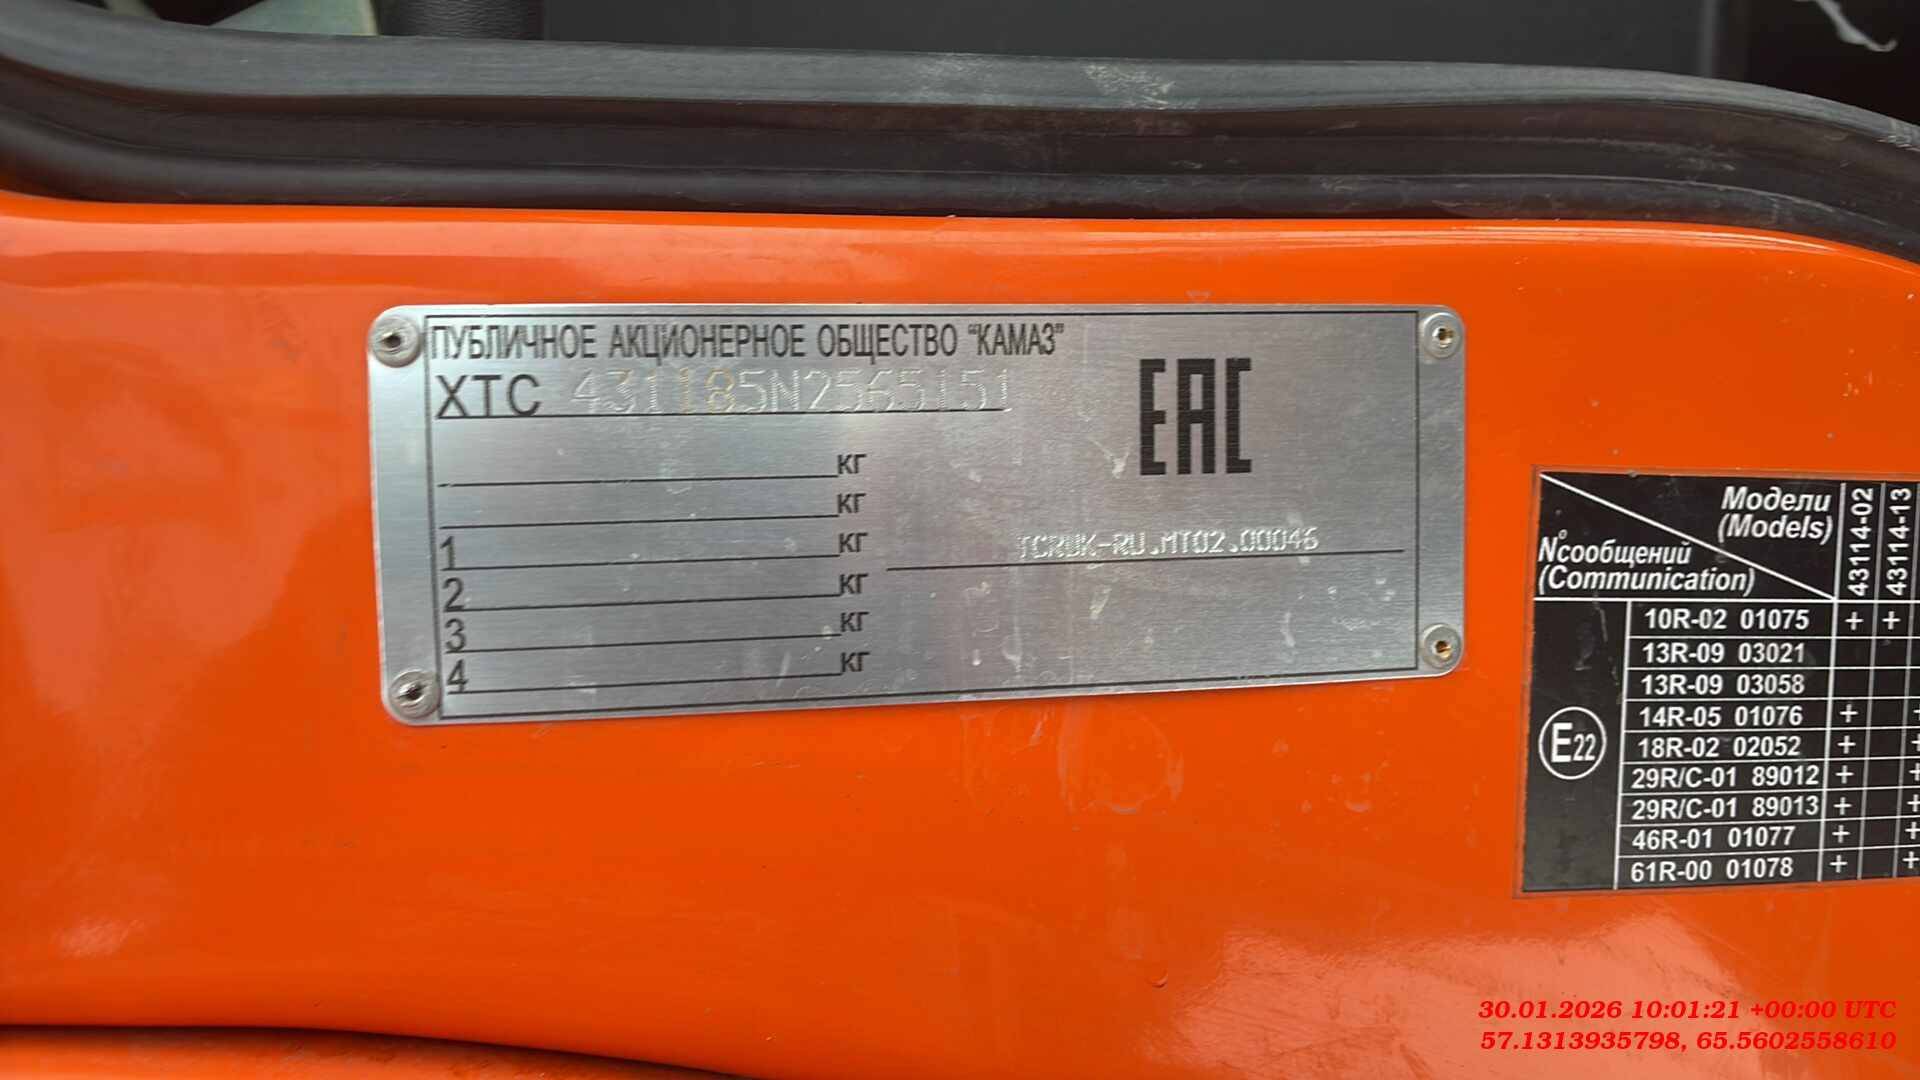 ПУБЛИЧНОЕ АКЦИОНЕРНОЕ ОБЩЕСТВО "КАМАЗ"
XTC 431185N2565151
EAC
КГ
КГ
1 КГ
2 КГ
3 КГ
4 КГ
TCRUK-RU.MT02.00046
Модели
(Models)
N°сообщений
(Communication)
43114-02
43114-13
E22
10R-02 01075 + +
13R-09 03021
13R-09 03058
14R-05 01076 + +
18R-02 02052 + +
29R/C-01 89012 + +
29R/C-01 89013 + +
46R-01 01077 + +
61R-00 01078 + +
30.01.2026 10:01:21 +00:00 UTC
57.1313935798, 65.5602558610